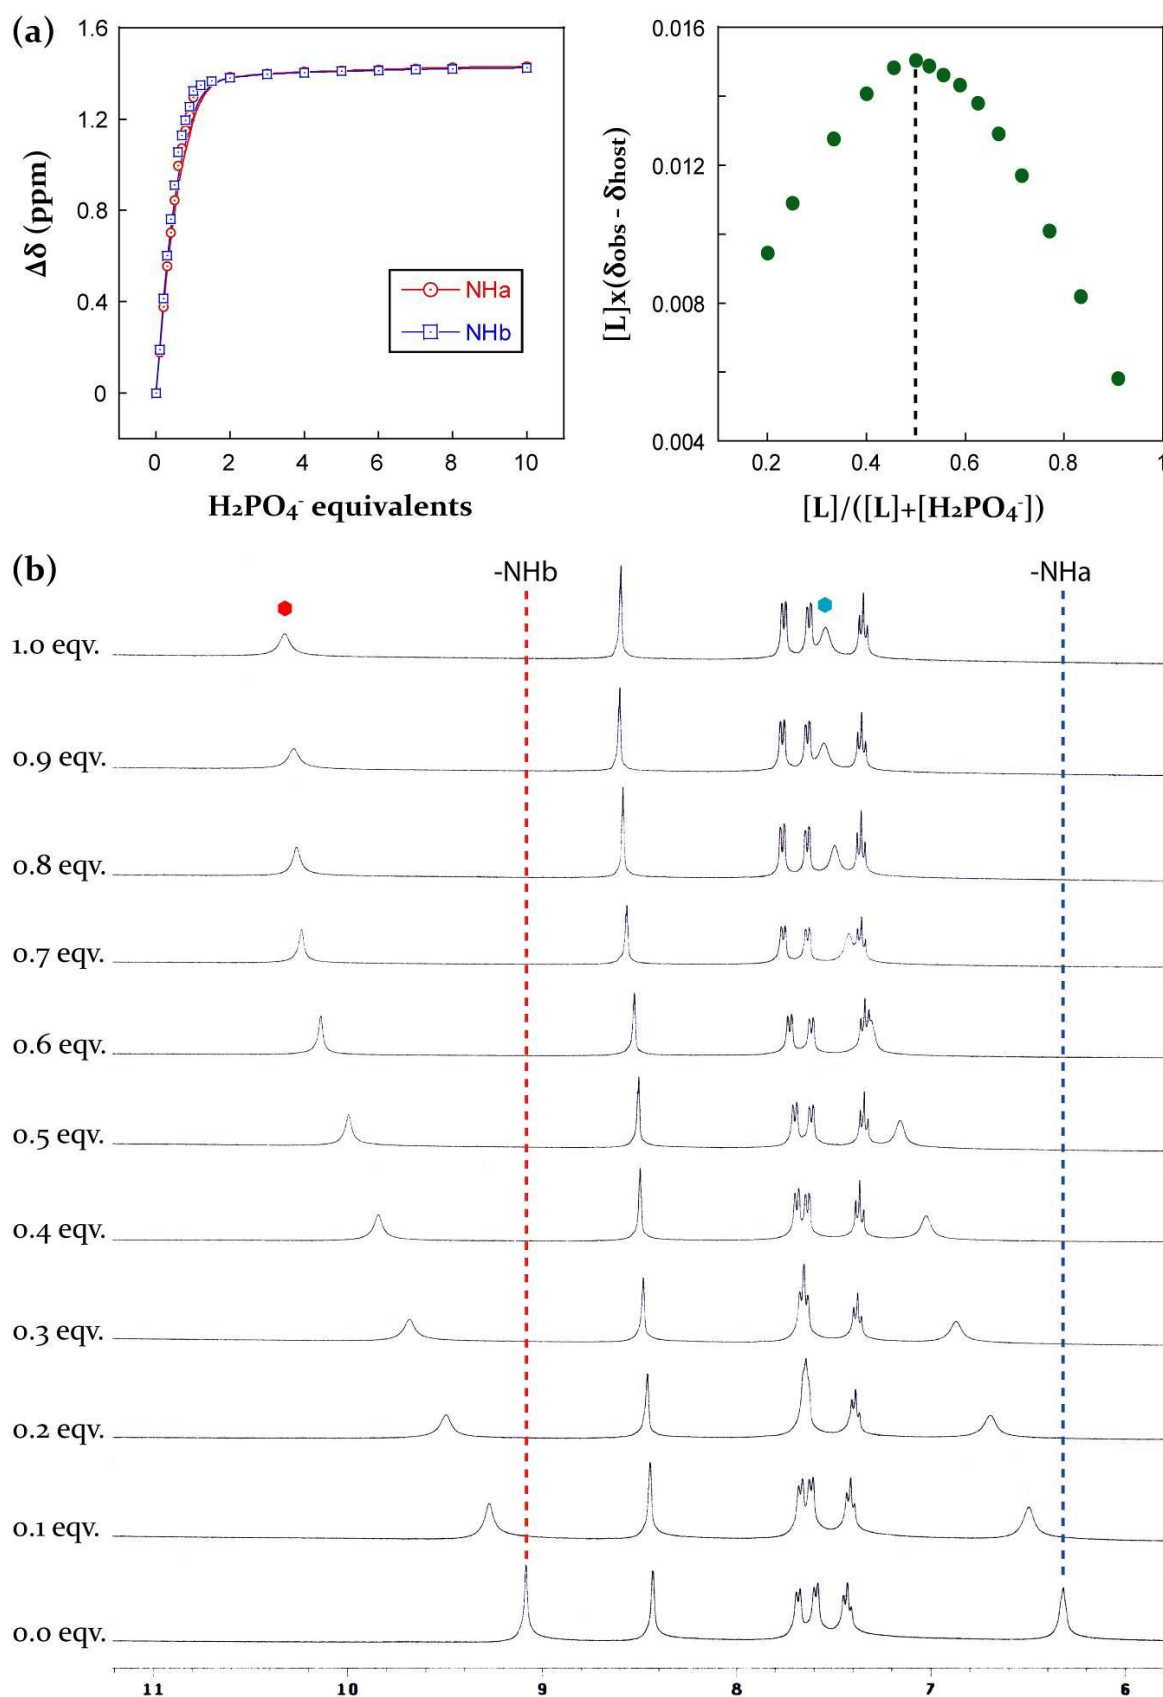 (a)
1.6
1.2
0.8
0.4
0
Δδ (ppm)
NHa
NHb
0 2 4 6 8 10
H₂PO₄⁻ equivalents
0.016
0.012
0.008
0.004
[L]x(δobs - δhost)
0.2 0.4 0.6 0.8 1
[L]/([L]+[H₂PO₄⁻])
(b)
-NHb -NHa
1.0 eqv.
0.9 eqv.
0.8 eqv.
0.7 eqv.
0.6 eqv.
0.5 eqv.
0.4 eqv.
0.3 eqv.
0.2 eqv.
0.1 eqv.
0.0 eqv.
11 10 9 8 7 6